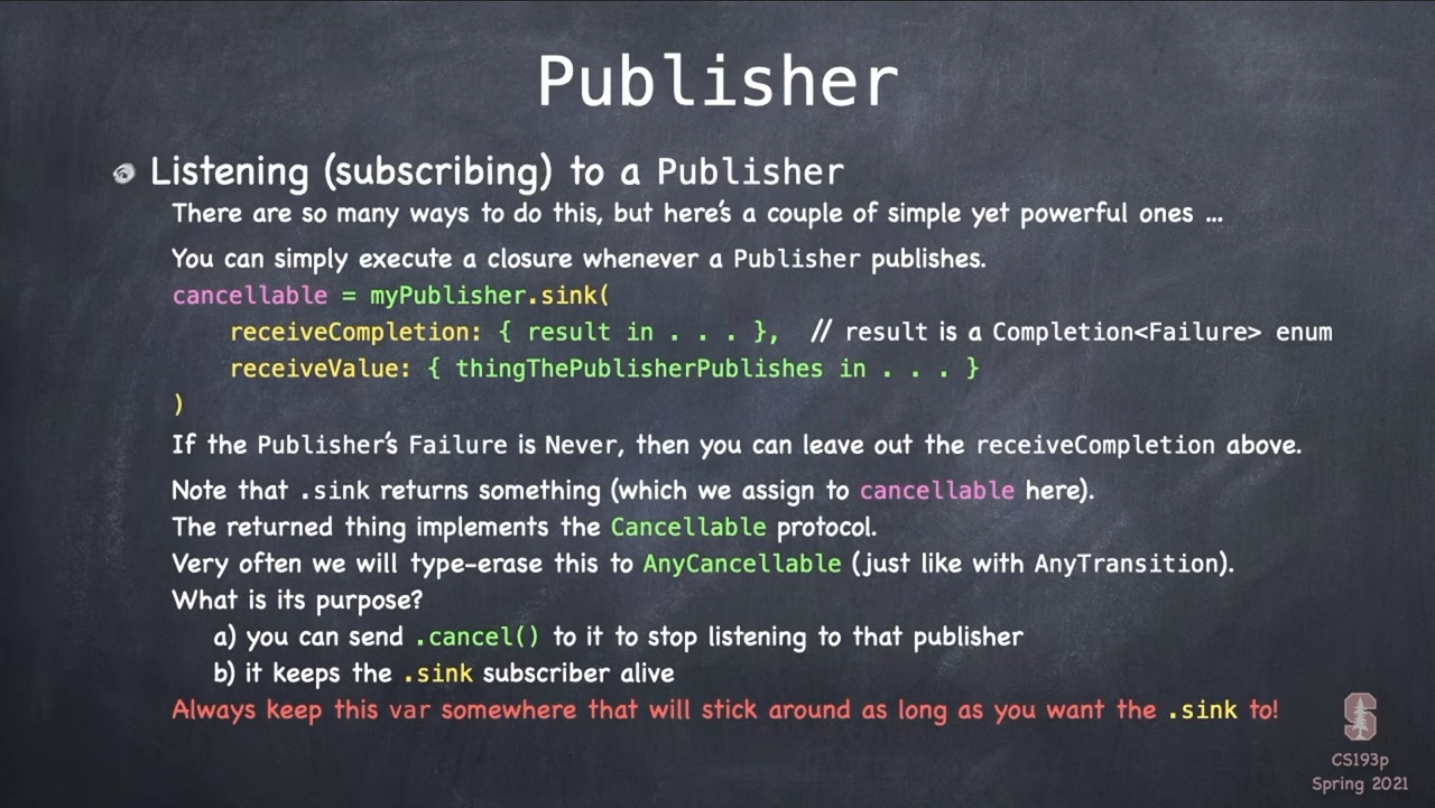 Publisher
Listening (subscribing) to a Publisher
There are so many ways to do this, but here's a couple of simple yet powerful ones ...
You can simply execute a closure whenever a Publisher publishes.
cancellable = myPublisher.sink(
receiveCompletion: { result in . . . },  // result is a Completion<Failure> enum
receiveValue: { thingThePublisherPublishes in . . . }
)
If the Publisher's Failure is Never, then you can leave out the receiveCompletion above.
Note that .sink returns something (which we assign to cancellable here).
The returned thing implements the Cancellable protocol.
Very often we will type-erase this to AnyCancellable (just like with AnyTransition).
What is its purpose?
a) you can send .cancel() to it to stop listening to that publisher
b) it keeps the .sink subscriber alive
Always keep this var somewhere that will stick around as long as you want the .sink to!
CS193p
Spring 2021